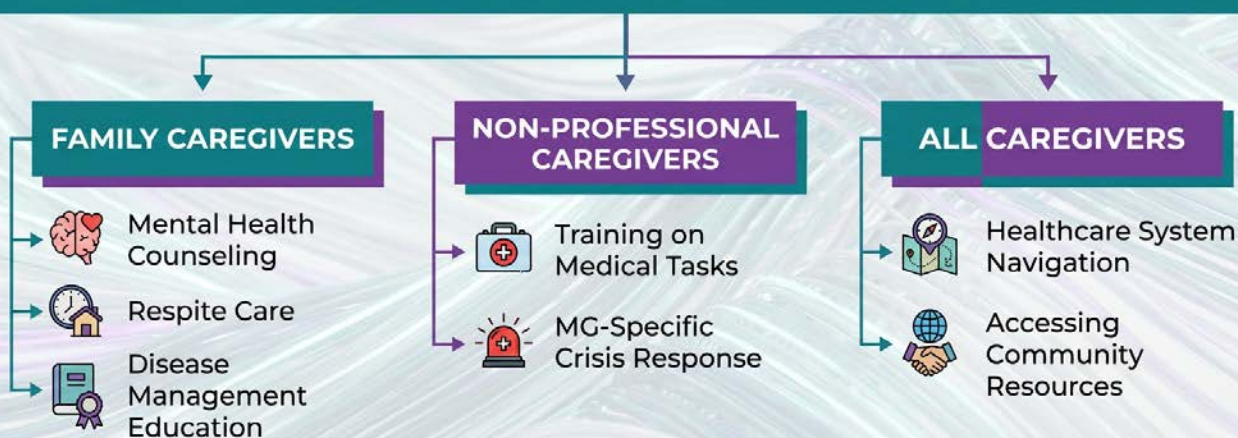 FAMILY CAREGIVERS
Mental Health
Counseling
Respite Care
Disease
Management
Education
NON-PROFESSIONAL
CAREGIVERS
Training on
Medical Tasks
MG-Specific
Crisis Response
ALL CAREGIVERS
Healthcare System
Navigation
Accessing
Community
Resources